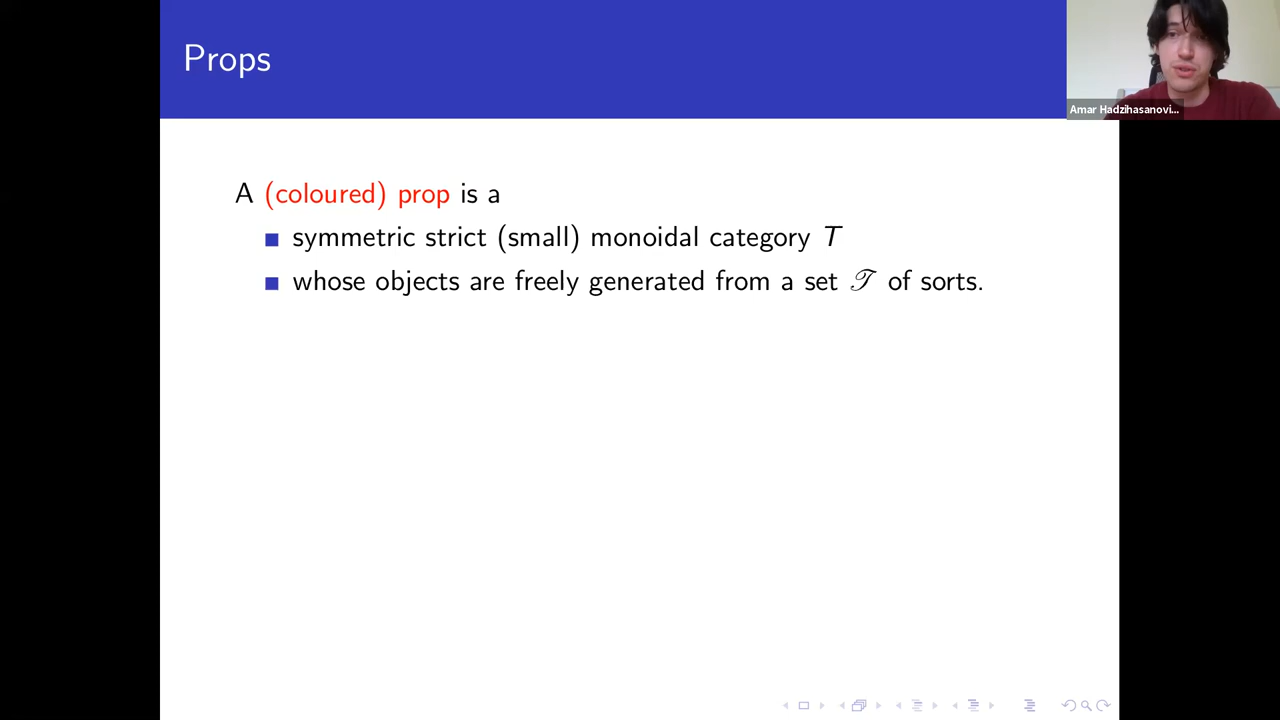 Props
Amar Hadzihasanovi...
A (coloured) prop is a
symmetric strict (small) monoidal category T
whose objects are freely generated from a set 𝒯 of sorts.